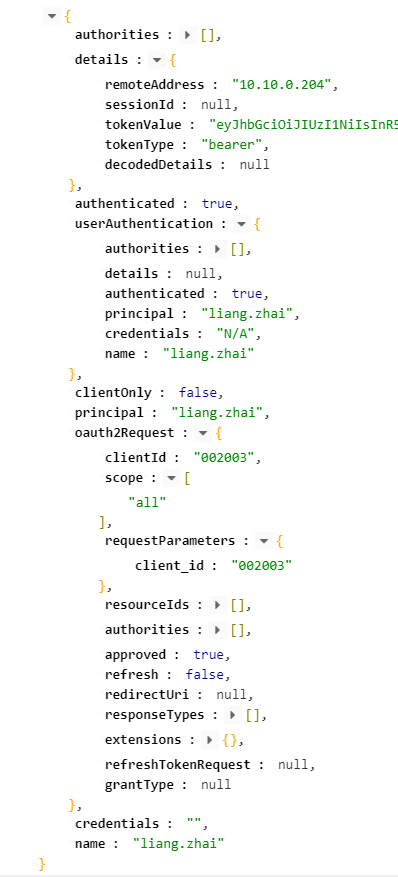 {
authorities : [],
details : {
remoteAddress : "10.10.0.204",
sessionId : null,
tokenValue : "eyJhbGciOiJIUzI1NiIsInR5
tokenType : "bearer",
decodedDetails : null
},
authenticated : true,
userAuthentication : {
authorities : [],
details : null,
authenticated : true,
principal : "liang.zhai",
credentials : "N/A",
name : "liang.zhai"
},
clientOnly : false,
principal : "liang.zhai",
oauth2Request : {
clientId : "002003",
scope : [
"all"
],
requestParameters : {
client_id : "002003"
},
resourceIds : [],
authorities : [],
approved : true,
refresh : false,
redirectUri : null,
responseTypes : [],
extensions : {},
refreshTokenRequest : null,
grantType : null
},
credentials : "",
name : "liang.zhai"
}